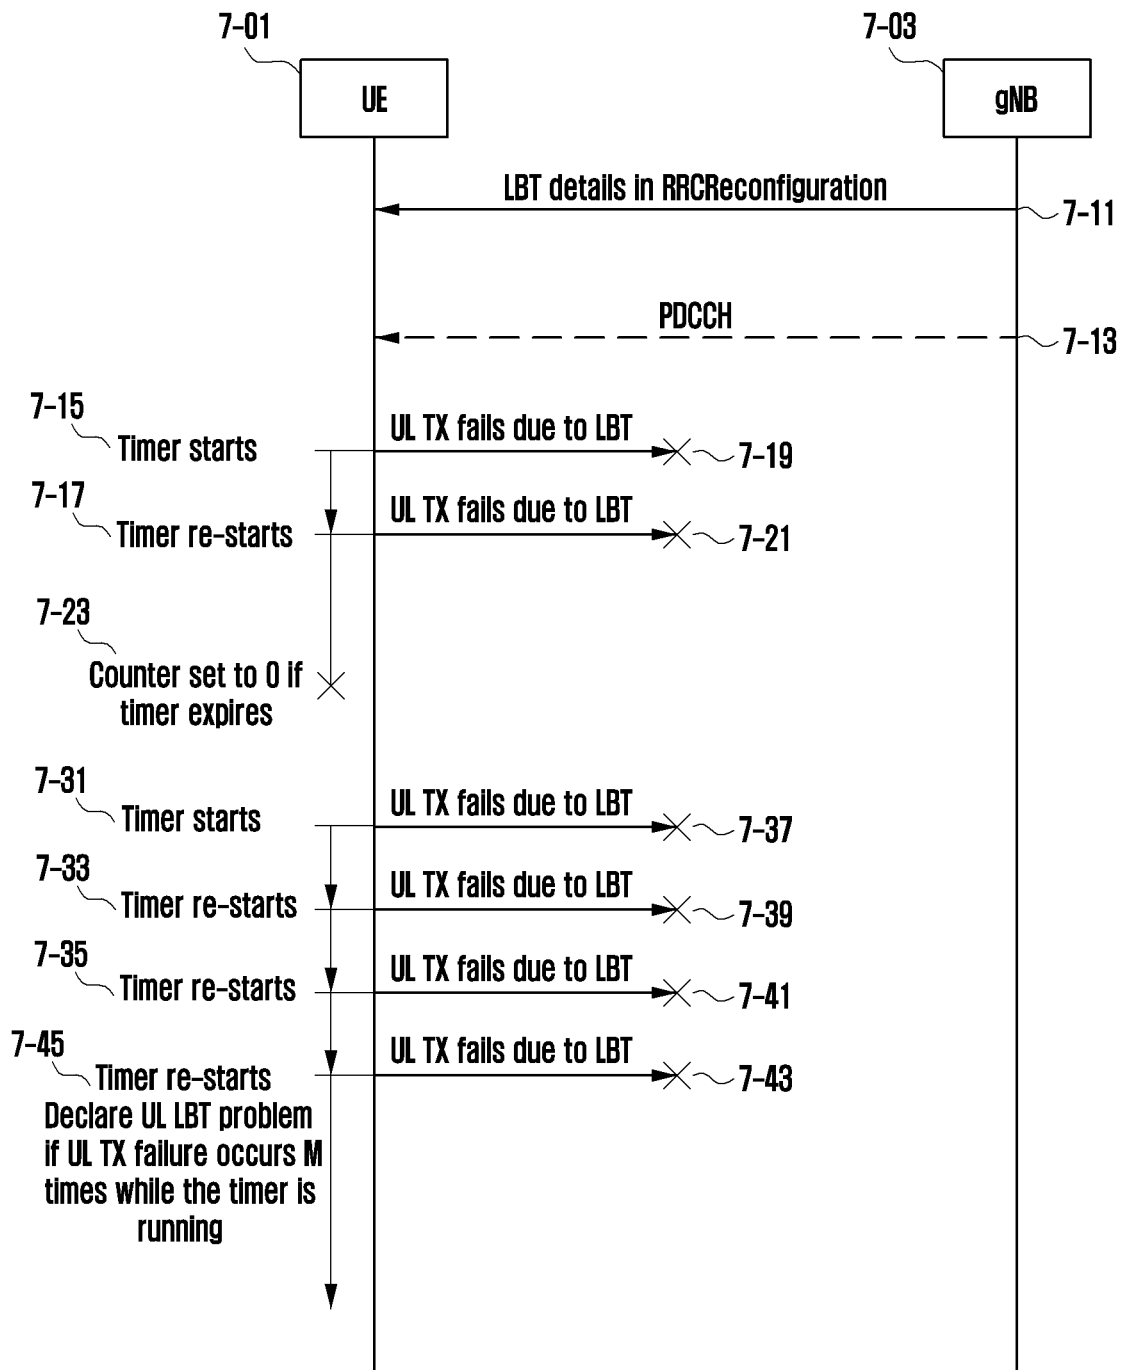 7-01
7-03
UE
gNB
LBT details in RRCReconfiguration
7-11
PDCCH
7-13
7-15
Timer starts
UL TX fails due to LBT
7-19
7-17
Timer re-starts
UL TX fails due to LBT
7-21
7-23
Counter set to 0 if
timer expires
7-31
Timer starts
UL TX fails due to LBT
7-37
7-33
Timer re-starts
UL TX fails due to LBT
7-39
7-35
Timer re-starts
UL TX fails due to LBT
7-41
7-45
Timer re-starts
UL TX fails due to LBT
7-43
Declare UL LBT problem
if UL TX failure occurs M
times while the timer is
running